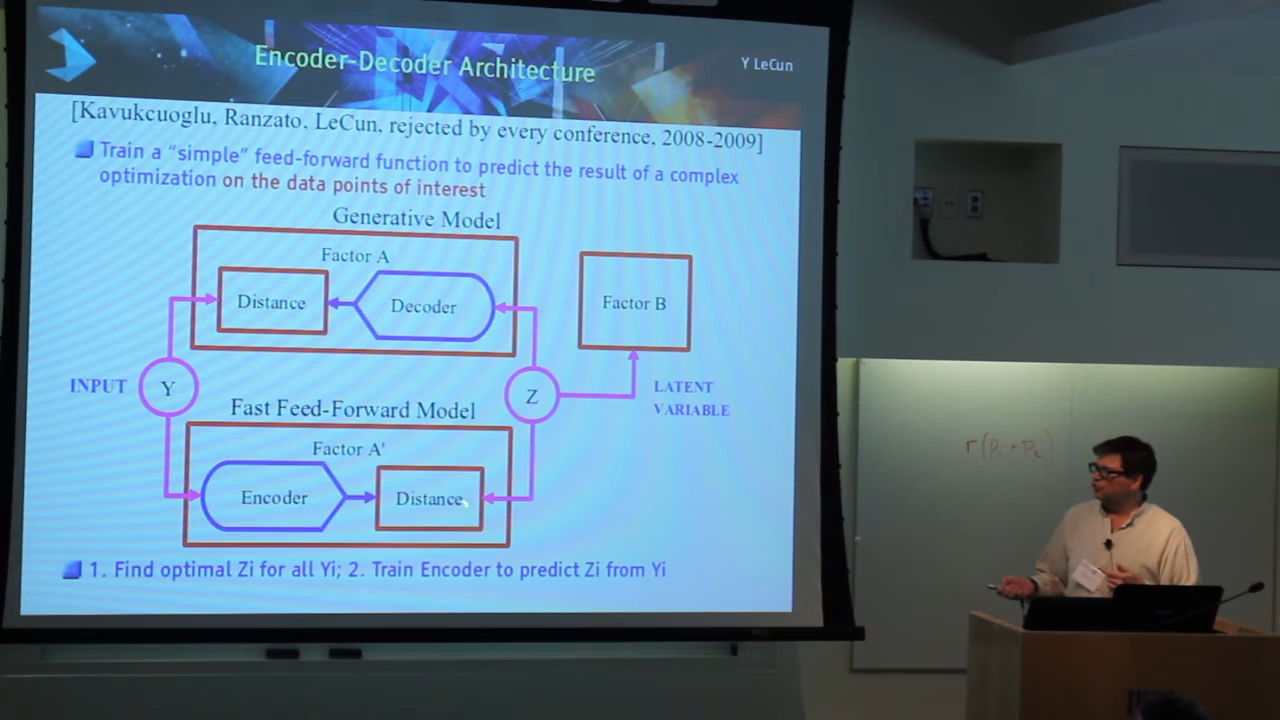 Encoder-Decoder Architecture
Y LeCun
[Kavukcuoglu, Ranzato, LeCun, rejected by every conference, 2008-2009]
Train a "simple" feed-forward function to predict the result of a complex
optimization on the data points of interest
Generative Model
Factor A
Distance
Decoder
Factor B
INPUT
Y
Z
LATENT
VARIABLE
Fast Feed-Forward Model
Factor A'
Encoder
Distance
1. Find optimal Zi for all Yi; 2. Train Encoder to predict Zi from Yi